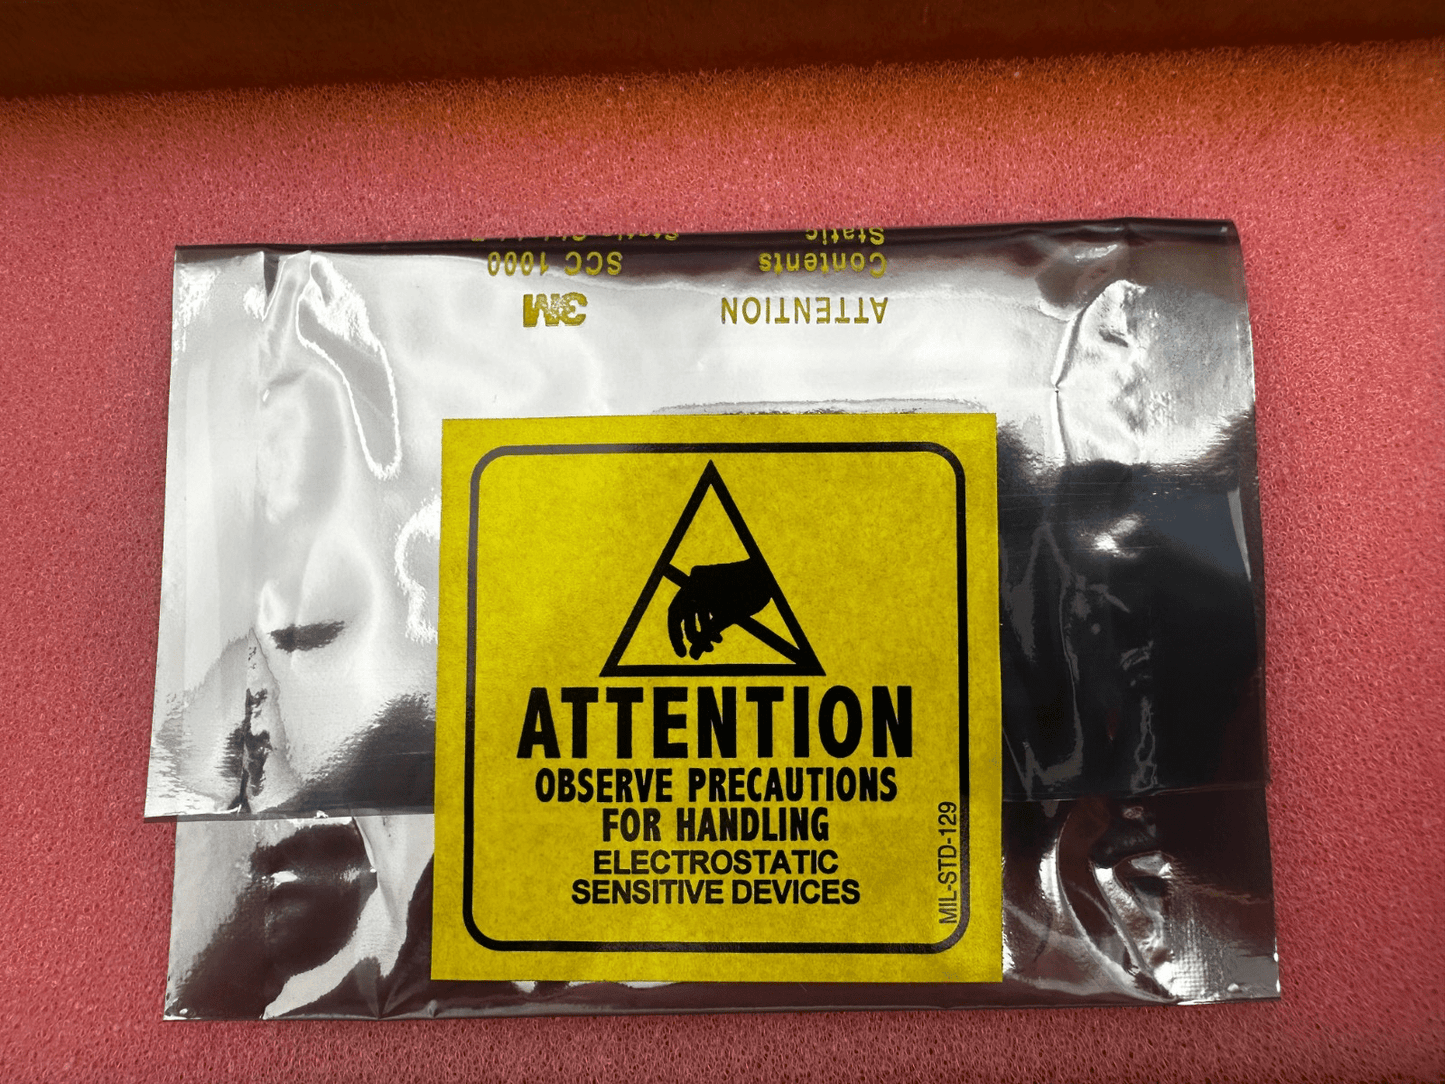 ATTENTION
Contents
Static
3M
SCC 1000
ATTENTION
OBSERVE PRECAUTIONS
FOR HANDLING
ELECTROSTATIC
SENSITIVE DEVICES
MIL-STD-129